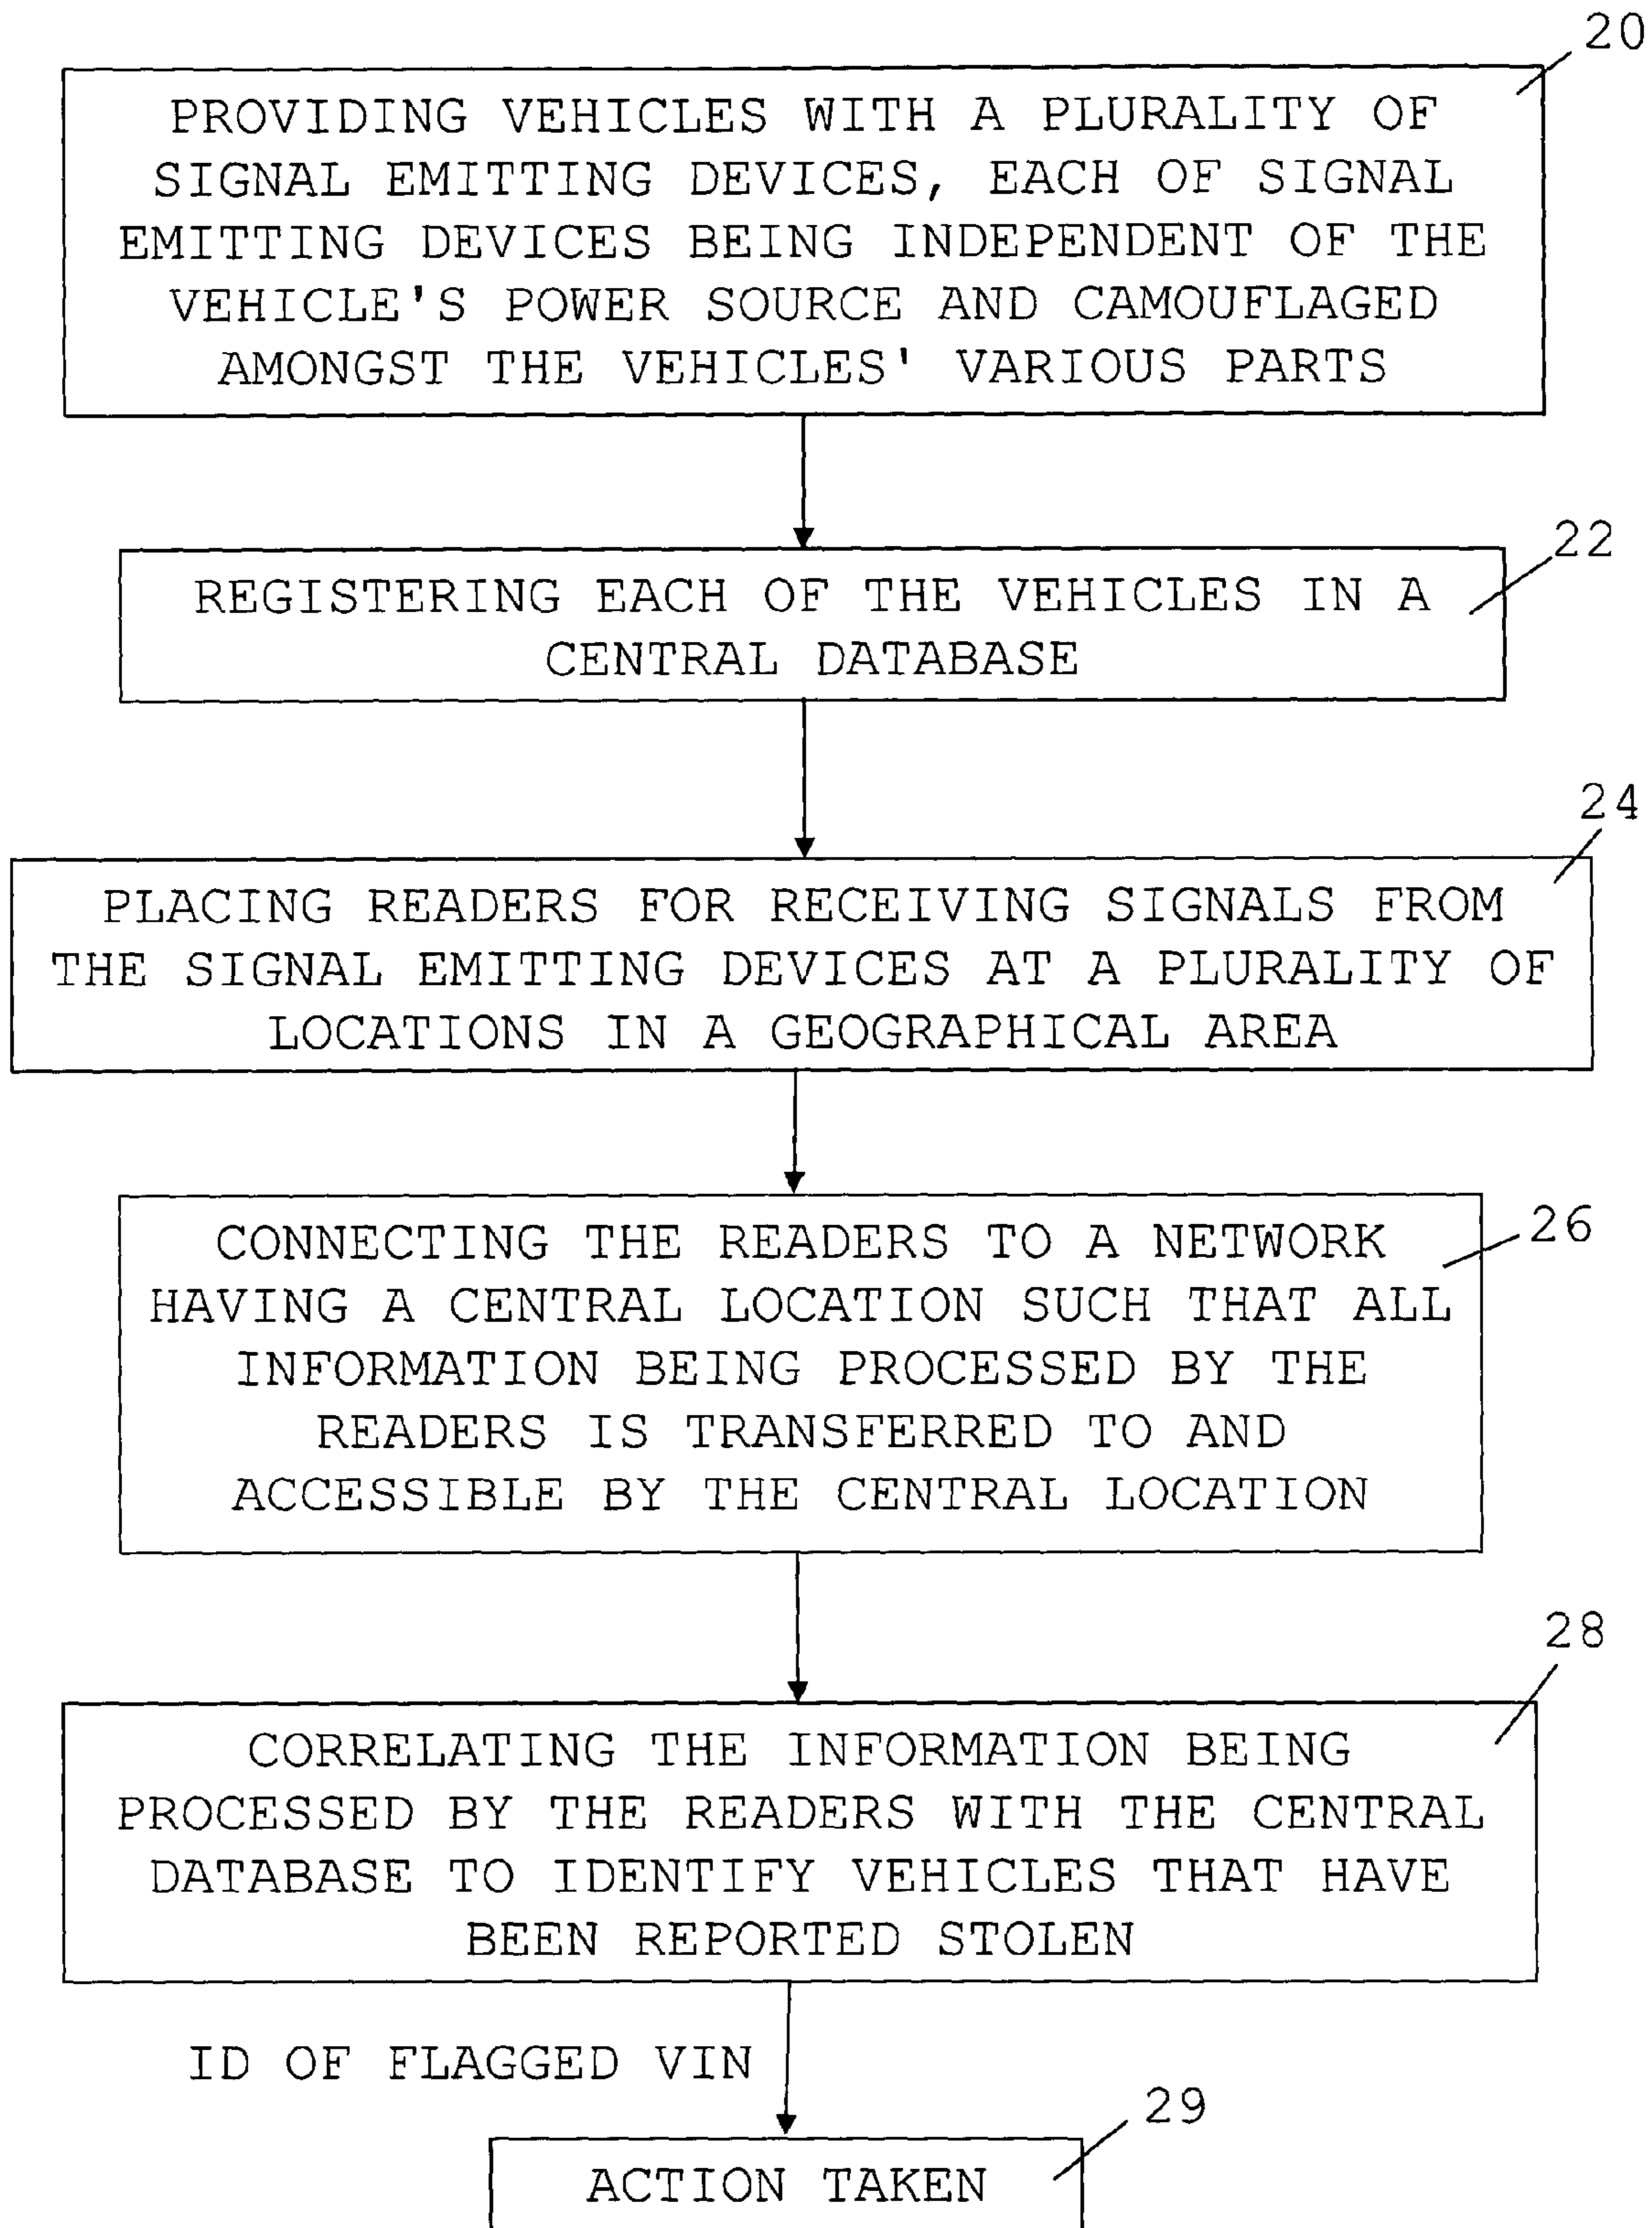 20
PROVIDING VEHICLES WITH A PLURALITY OF
SIGNAL EMITTING DEVICES, EACH OF SIGNAL
EMITTING DEVICES BEING INDEPENDENT OF THE
VEHICLE'S POWER SOURCE AND CAMOUFLAGED
AMONGST THE VEHICLES' VARIOUS PARTS
22
REGISTERING EACH OF THE VEHICLES IN A
CENTRAL DATABASE
24
PLACING READERS FOR RECEIVING SIGNALS FROM
THE SIGNAL EMITTING DEVICES AT A PLURALITY OF
LOCATIONS IN A GEOGRAPHICAL AREA
26
CONNECTING THE READERS TO A NETWORK
HAVING A CENTRAL LOCATION SUCH THAT ALL
INFORMATION BEING PROCESSED BY THE
READERS IS TRANSFERRED TO AND
ACCESSIBLE BY THE CENTRAL LOCATION
28
CORRELATING THE INFORMATION BEING
PROCESSED BY THE READERS WITH THE CENTRAL
DATABASE TO IDENTIFY VEHICLES THAT HAVE
BEEN REPORTED STOLEN
ID OF FLAGGED VIN
29
ACTION TAKEN